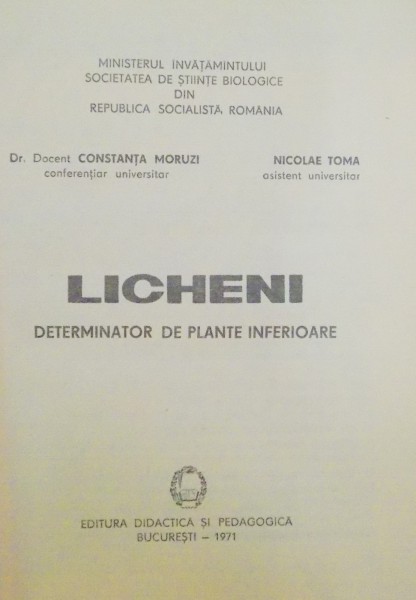 MINISTERUL ÎNVĂȚĂMÎNTULUI
SOCIETATEA DE ȘTIINȚE BIOLOGICE
DIN
REPUBLICA SOCIALISTĂ ROMÂNIA
Dr. Docent CONSTANȚA MORUZI
conferențiar universitar
NICOLAE TOMA
asistent universitar
LICHENI
DETERMINATOR DE PLANTE INFERIOARE
EDITURA DIDACTICĂ ȘI PEDAGOGICĂ
BUCUREȘTI – 1971